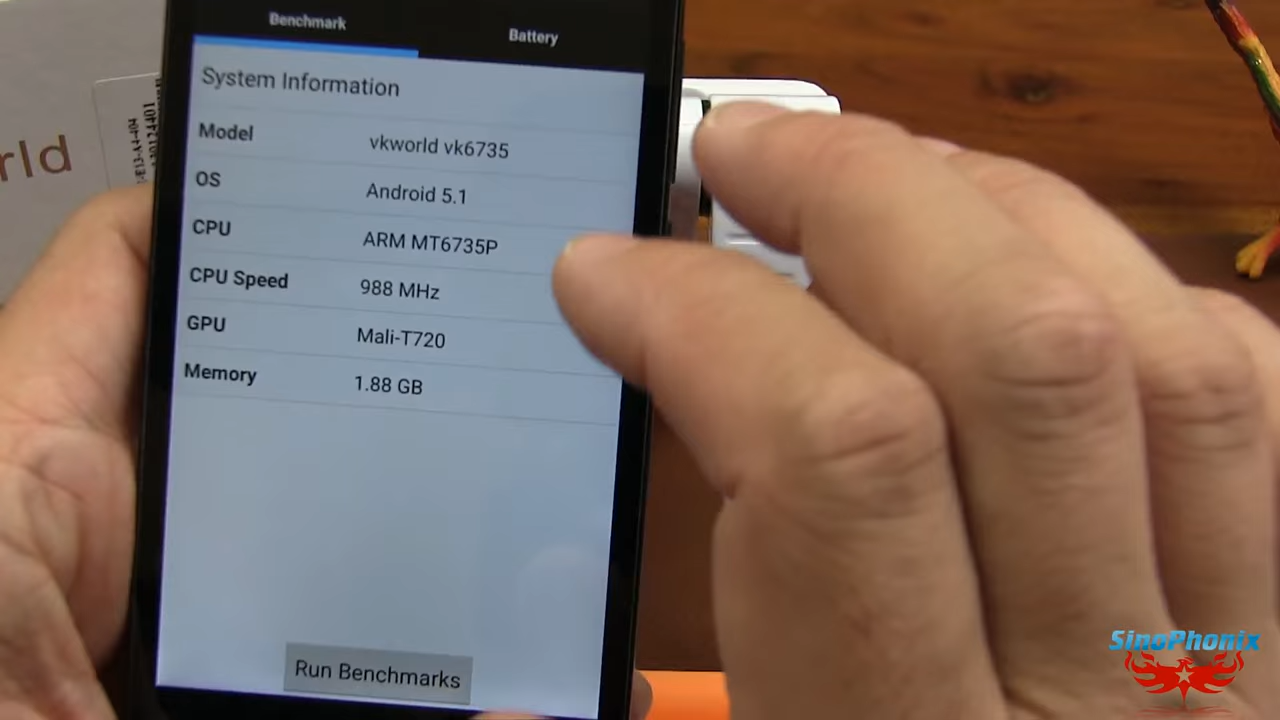 Benchmark
Battery
System Information
Model vkworld vk6735
OS Android 5.1
CPU ARM MT6735P
CPU Speed 988 MHz
GPU Mali-T720
Memory 1.88 GB
Run Benchmarks
rld
SinoPhonix